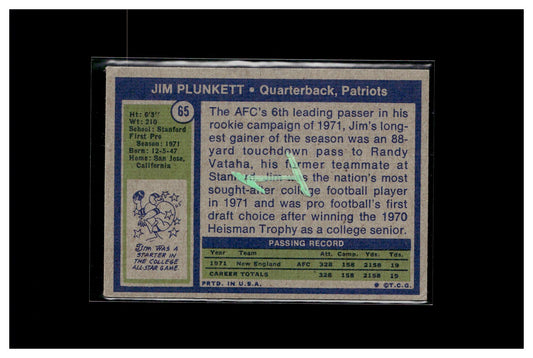 JIM PLUNKETT • Quarterback, Patriots
65
Ht: 6'3"
Wt: 210
School: Stanford
First Pro
Season: 1971
Born: 12-5-47
Home: San Jose,
California
JIM WAS A
STARTER IN
THE COLLEGE
ALL-STAR GAME.
The AFC's 6th leading passer in his
rookie campaign of 1971, Jim's long-
est gainer of the season was an 88-
yard touchdown pass to Randy
Vataha, his former teammate at
Jim was the nation's most
sought-after college football player
in 1971 and was pro football's first
draft choice after winning the 1970
Heisman Trophy as a college senior.
PASSING RECORD
Year Team Att. Comp. Yds. Tds.
1971 New England AFC 328 158 2158 19
CAREER TOTALS 328 158 2158 19
PRTD. IN U.S.A.
© T.C.G.